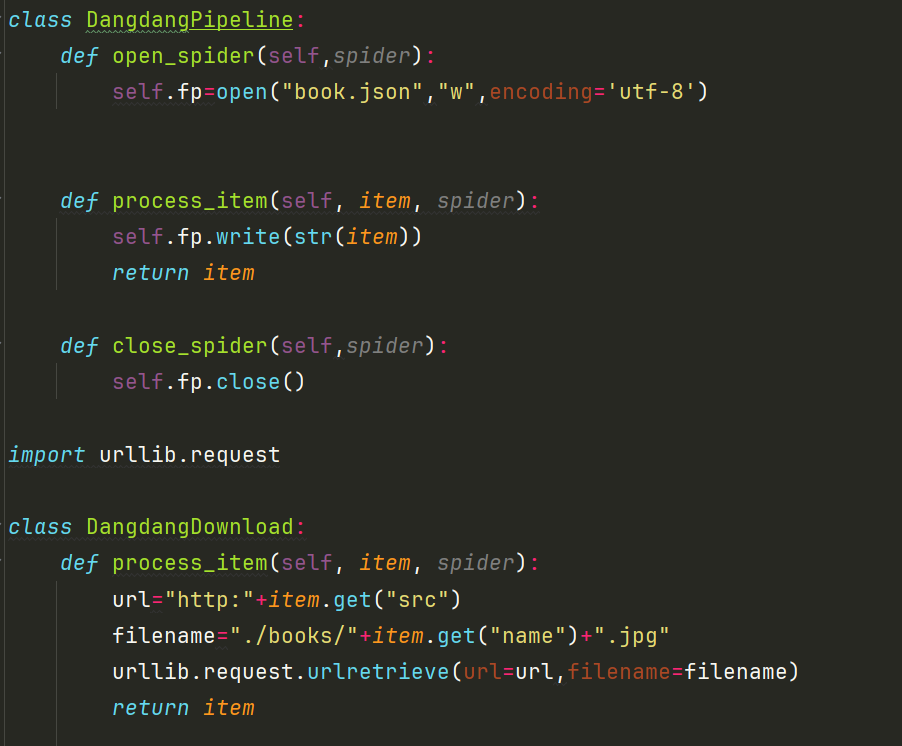 class DangdangPipeline:
    def open_spider(self,spider):
        self.fp=open("book.json","w",encoding='utf-8')
    def process_item(self, item, spider):
        self.fp.write(str(item))
        return item
    def close_spider(self,spider):
        self.fp.close()
import urllib.request
class DangdangDownload:
    def process_item(self, item, spider):
        url="http:"+item.get("src")
        filename="./books/"+item.get("name")+".jpg"
        urllib.request.urlretrieve(url=url,filename=filename)
        return item